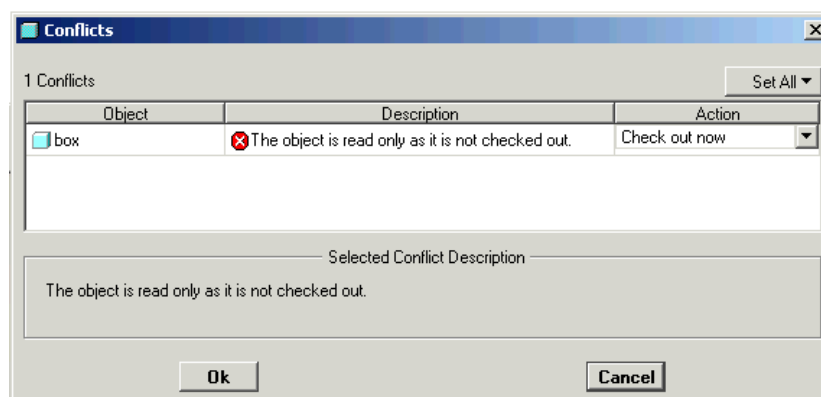 Conflicts
1 Conflicts
Set All
Object Description Action
box The object is read only as it is not checked out. Check out now
Selected Conflict Description
The object is read only as it is not checked out.
Ok Cancel